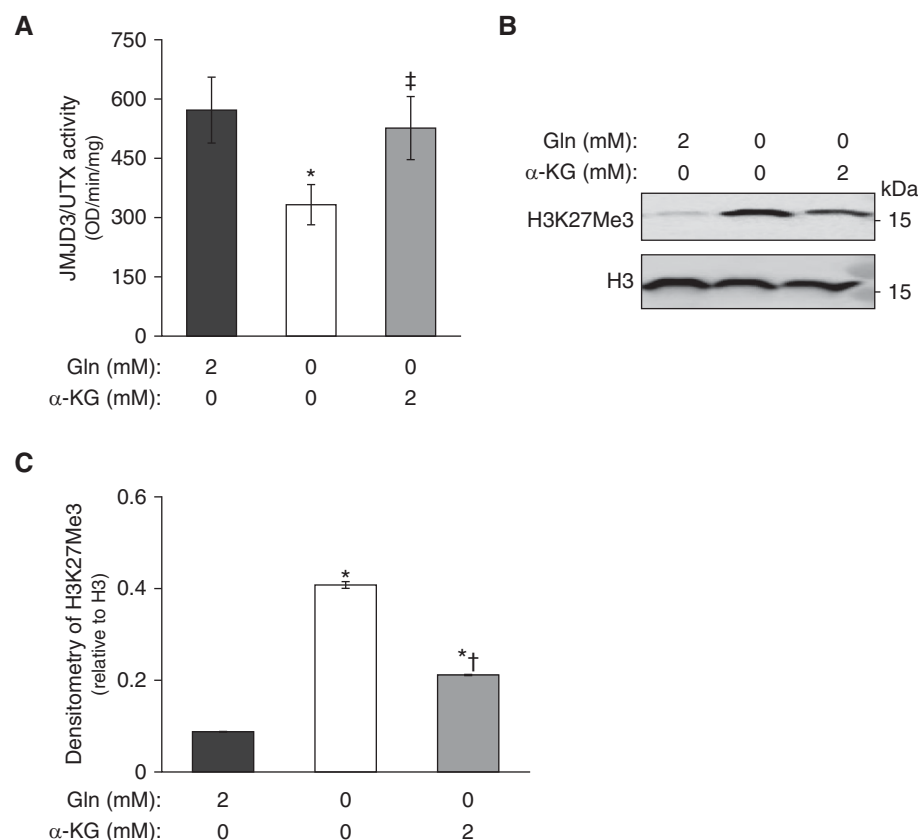 A
JMJD3/UTX activity
(OD/min/mg)
750
600
450
300
150
0
*
‡
Gln (mM): 2 0 0
α-KG (mM): 0 0 2
B
Gln (mM): 2 0 0
α-KG (mM): 0 0 2
kDa
H3K27Me3
15
H3
15
C
Densitometry of H3K27Me3
(relative to H3)
0.6
0.4
0.2
0
*
*†
Gln (mM): 2 0 0
α-KG (mM): 0 0 2